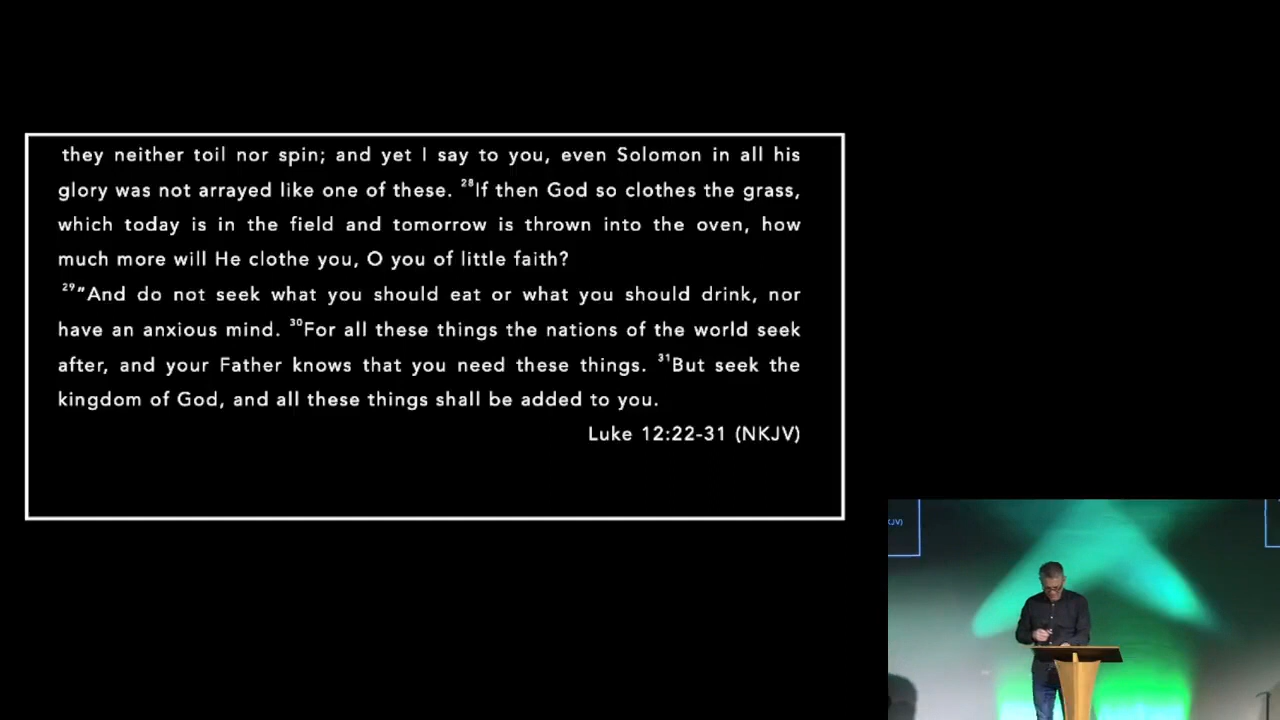 they neither toil nor spin; and yet I say to you, even Solomon in all his
glory was not arrayed like one of these. ²⁸If then God so clothes the grass,
which today is in the field and tomorrow is thrown into the oven, how
much more will He clothe you, O you of little faith?
²⁹"And do not seek what you should eat or what you should drink, nor
have an anxious mind. ³⁰For all these things the nations of the world seek
after, and your Father knows that you need these things. ³¹But seek the
kingdom of God, and all these things shall be added to you.
Luke 12:22-31 (NKJV)
KJV)